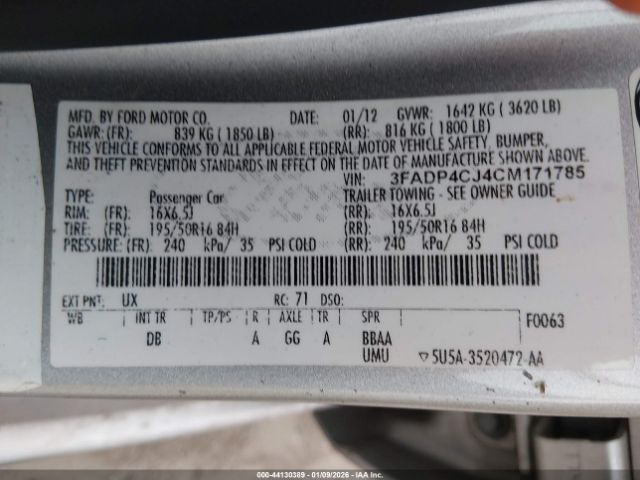 MFD. BY FORD MOTOR CO. DATE: 01/12 GVWR: 1642 KG ( 3620 LB)
GAWR: (FR): 839 KG ( 1850 LB) (RR): 816 KG ( 1800 LB)
THIS VEHICLE CONFORMS TO ALL APPLICABLE FEDERAL MOTOR VEHICLE SAFETY, BUMPER,
AND THEFT PREVENTION STANDARDS IN EFFECT ON THE DATE OF MANUFACTURE SHOWN ABOVE.
VIN: 3FADP4CJ4CM171785
TYPE: Passenger Car TRAILER TOWING - SEE OWNER GUIDE
RIM: (FR): 16X6.5J (RR): 16X6.5J
TIRE: (FR): 195/50R16 84H (RR): 195/50R16 84H
PRESSURE: (FR): 240 kPa/ 35 PSI COLD (RR): 240 kPa/ 35 PSI COLD
EXT PNT: UX RC: 71 DSO:
WB INT TR TP/PS R AXLE TR SPR F0063
DB A GG A BBAA
UMU ▽5U5A-3520472-AA
000-44130389 - 01/09/2026 - IAAI.COM